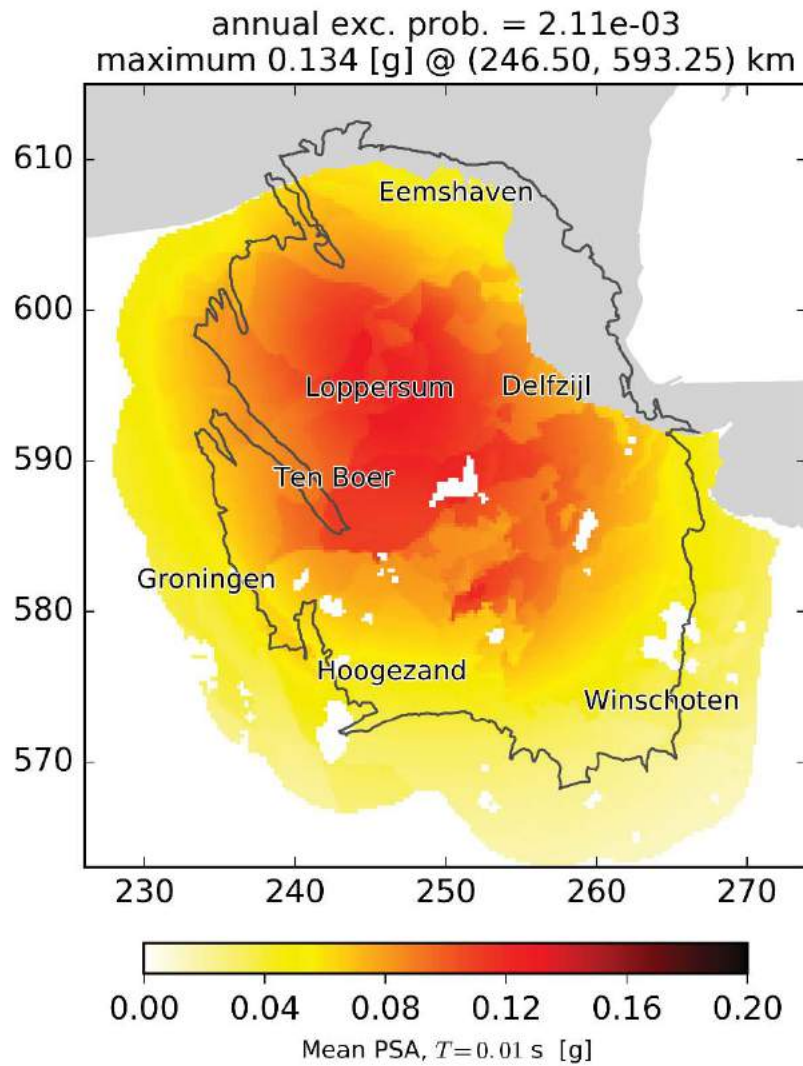 annual exc. prob. = 2.11e-03
maximum 0.134 [g] @ (246.50, 593.25) km
610
Eemshaven
600
Loppersum Delfzijl
590
Ten Boer
Groningen
580
Hoogezand
Winschoten
570
230 240 250 260 270
0.00 0.04 0.08 0.12 0.16 0.20
Mean PSA, T=0.01 s [g]